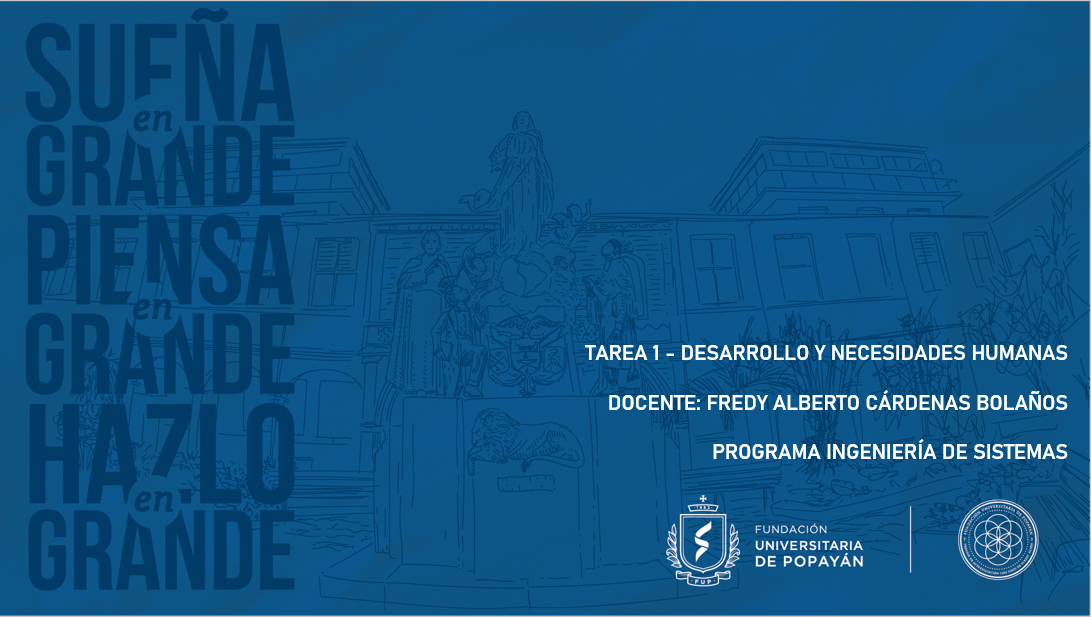 SUEÑA
en
GRANDE
PIENSA
en
GRANDE
HAZLO
en
GRANDE
TAREA 1 - DESARROLLO Y NECESIDADES HUMANAS
DOCENTE: FREDY ALBERTO CÁRDENAS BOLAÑOS
PROGRAMA INGENIERÍA DE SISTEMAS
FUNDACIÓN
UNIVERSITARIA
DE POPAYÁN
FUP